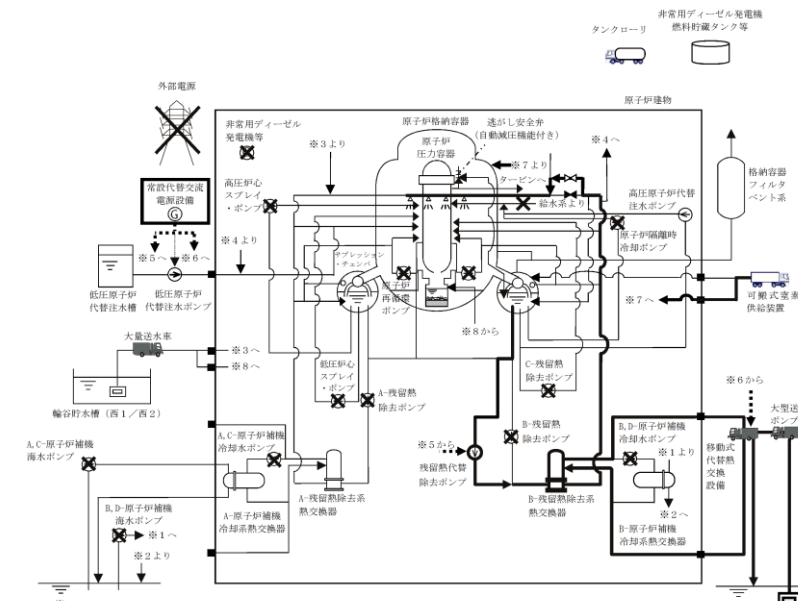 タンクローリ
非常用ディーゼル発電機
燃料貯蔵タンク等
外部電源
原子炉建物
非常用ディーゼル
発電機等
原子炉格納容器
原子炉
圧力容器
逃がし安全弁
(自動減圧機能付き)
※3より
※4へ
※7より
タービンへ
給水系より
格納容器
フィルタ
ベント系
常設代替交流
電源設備
G
高圧炉心
スプレイ
・ポンプ
高圧原子炉代替
注水ポンプ
原子炉隔離時
冷却ポンプ
※5へ
※6へ
※4より
サプレッション
・チェンバ
低圧原子炉
代替注水槽
低圧原子炉
代替注水ポンプ
原子炉
再循環
ポンプ
※7へ
可搬式窒素
供給装置
※8から
大量送水車
※3へ
※8へ
輪谷貯水槽(西1/西2)
低圧炉心
スプレイ
・ポンプ
A-残留熱
除去ポンプ
C-残留熱
除去ポンプ
※6から
大型送
ポンプ
A,C-原子炉補機
海水ポンプ
A,C-原子炉補機
冷却水ポンプ
B-残留熱
除去ポンプ
B,D-原子炉補機
冷却水ポンプ
※1より
移動式
代替熱
交換
設備
※5から
残留熱代替
除去ポンプ
B,D-原子炉補機
海水ポンプ
※1へ
※2より
A-原子炉補機
冷却系熱交換器
A-残留熱除去系
熱交換器
B-残留熱除去系
熱交換器
※2へ
B-原子炉補機
冷却系熱交換器